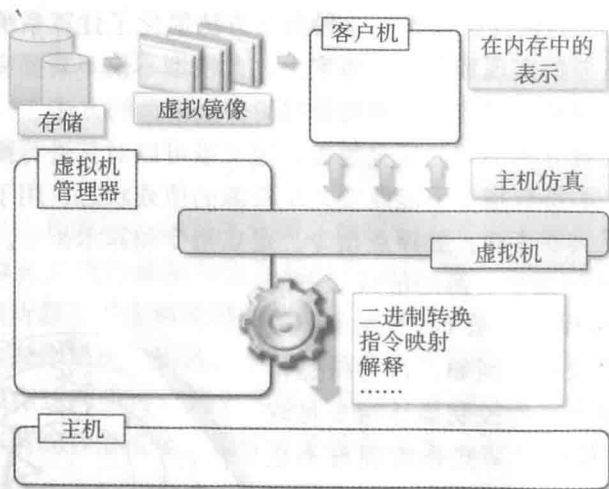 客户机
在内存中的
表示
存储
虚拟镜像
虚拟机
管理器
主机仿真
虚拟机
二进制转换
指令映射
解释
……
主机